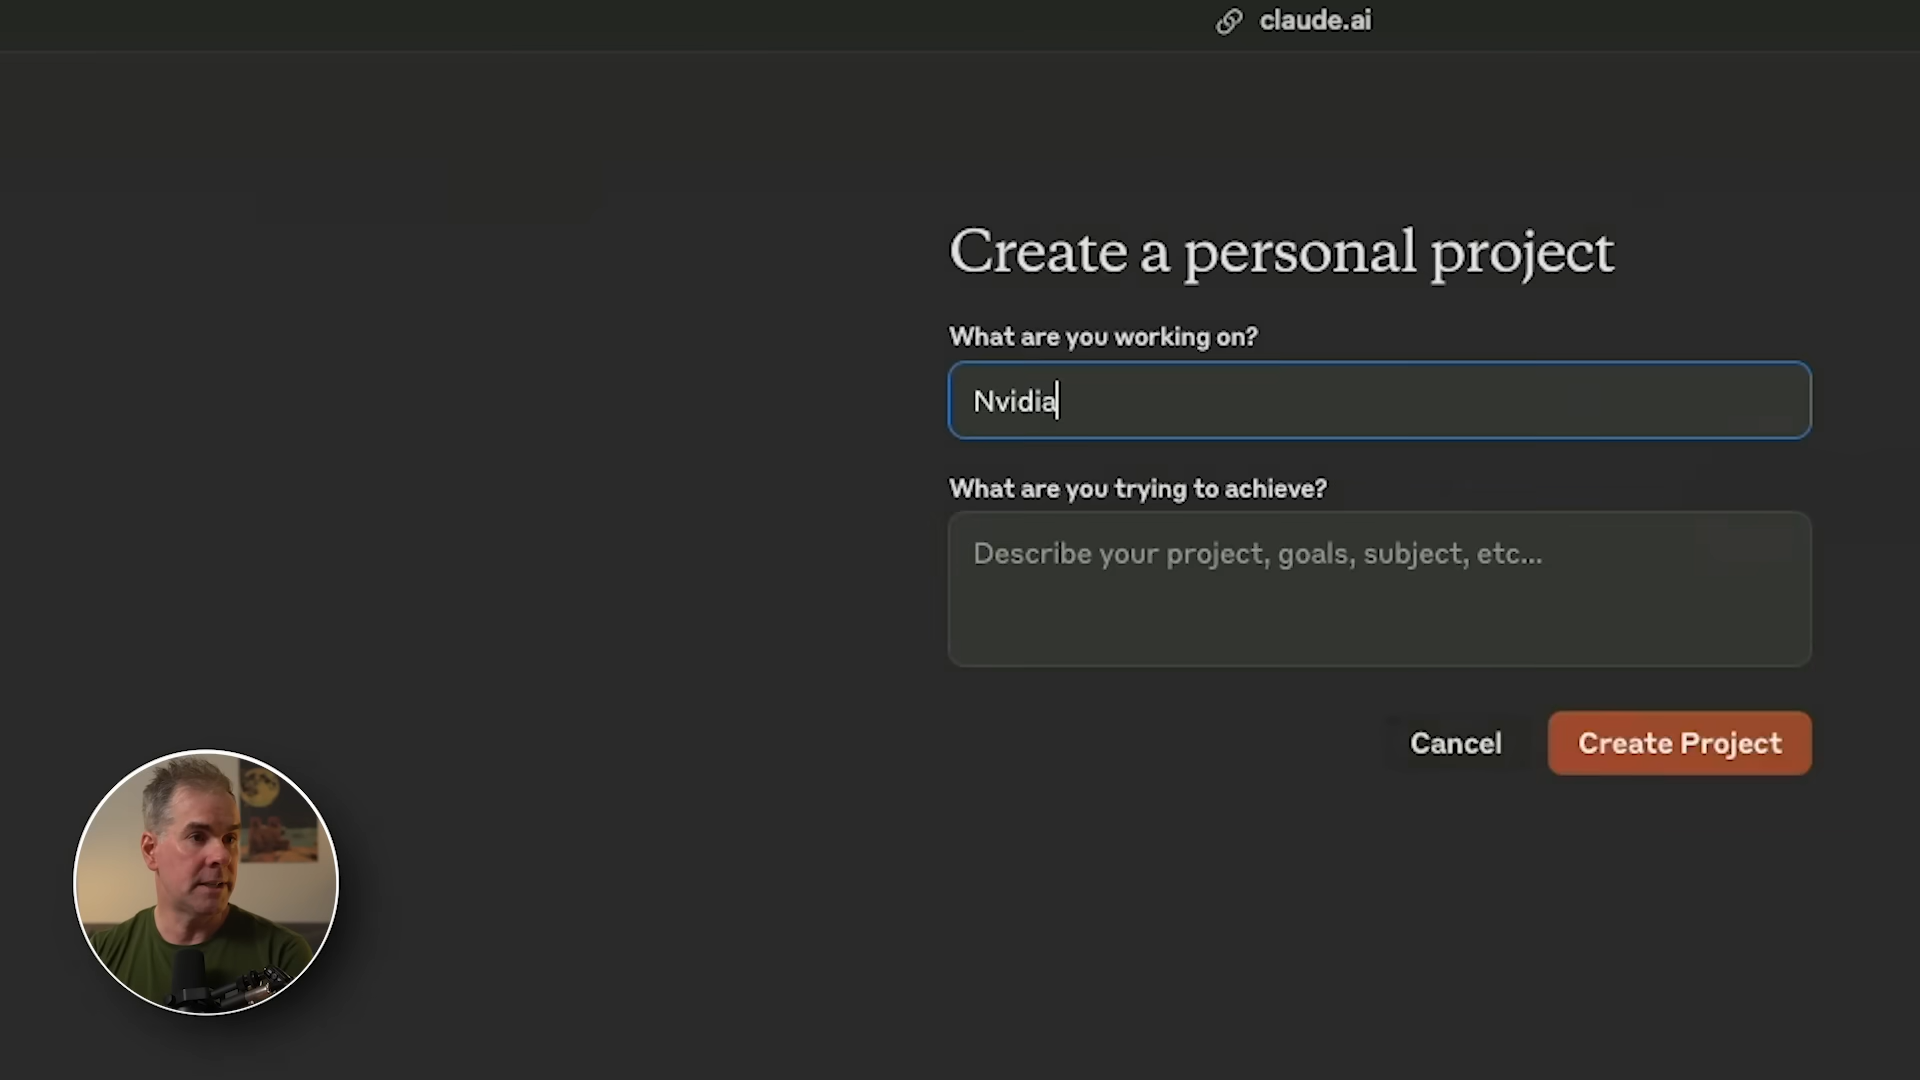 claude.ai
Create a personal project
What are you working on?
Nvidia
What are you trying to achieve?
Describe your project, goals, subject, etc...
Cancel
Create Project